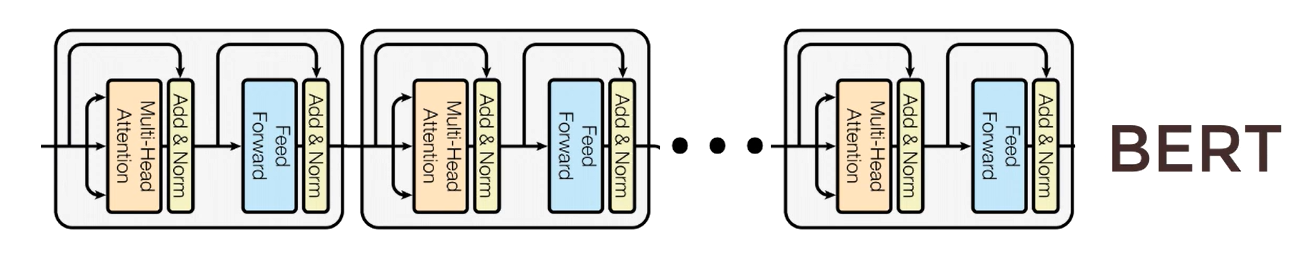 Multi-Head
Attention
Add & Norm
Feed
Forward
Add & Norm
Multi-Head
Attention
Add & Norm
Feed
Forward
Add & Norm
Multi-Head
Attention
Add & Norm
Feed
Forward
Add & Norm
BERT